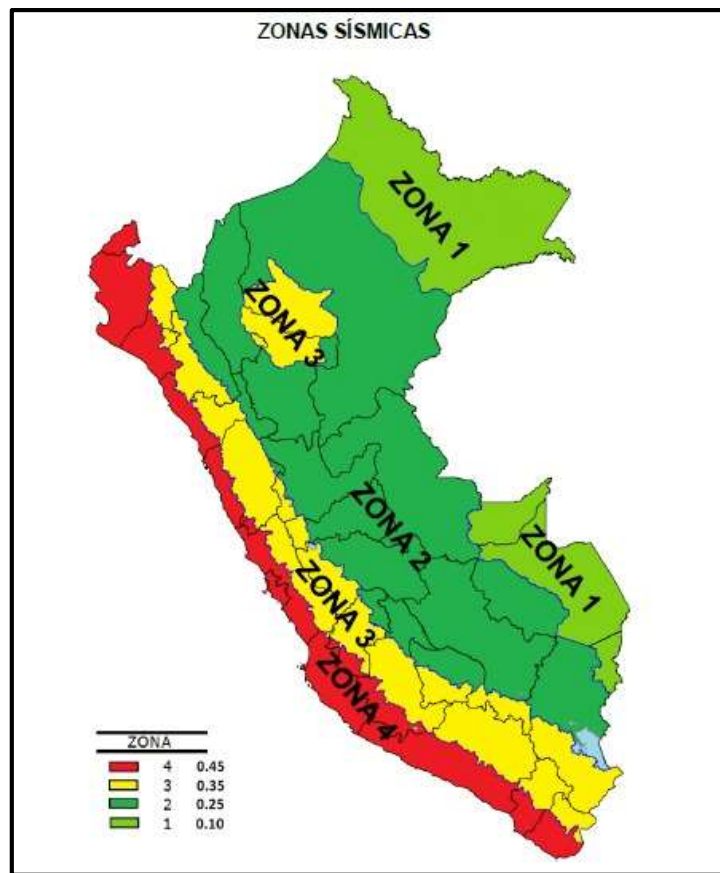 ZONAS SÍSMICAS
ZONA 1
ZONA 3
ZONA 2
ZONA 1
ZONA 3
ZONA 4
ZONA
4 0.45
3 0.35
2 0.25
1 0.10